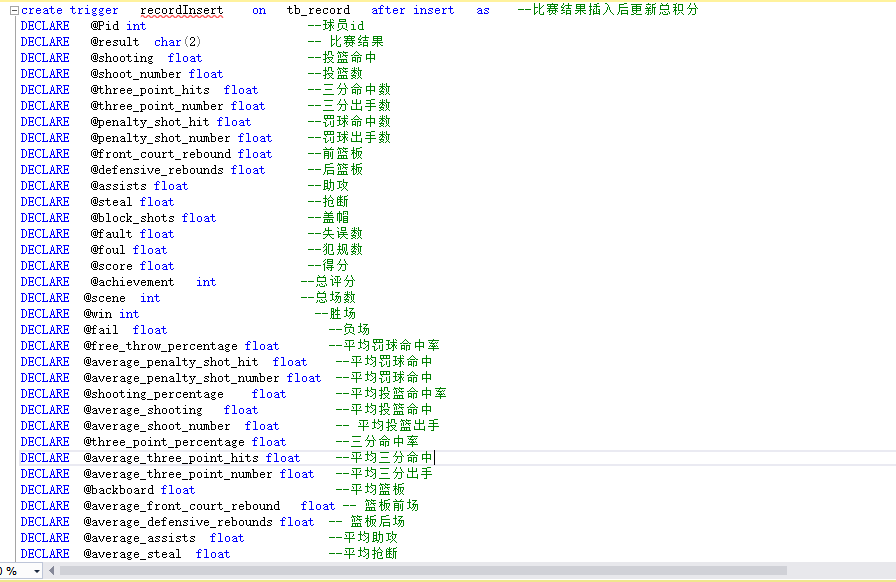 create trigger recordInsert on tb_record after insert as --比赛结果插入后更新总积分
DECLARE @Pid int --球员id
DECLARE @result char(2) -- 比赛结果
DECLARE @shooting float --投篮命中
DECLARE @shoot_number float --投篮数
DECLARE @three_point_hits float --三分命中数
DECLARE @three_point_number float --三分出手数
DECLARE @penalty_shot_hit float --罚球命中数
DECLARE @penalty_shot_number float --罚球出手数
DECLARE @front_court_rebound float --前篮板
DECLARE @defensive_rebounds float --后篮板
DECLARE @assists float --助攻
DECLARE @steal float --抢断
DECLARE @block_shots float --盖帽
DECLARE @fault float --失误数
DECLARE @foul float --犯规数
DECLARE @score float --得分
DECLARE @achievement int --总评分
DECLARE @scene int --总场数
DECLARE @win int --胜场
DECLARE @fail float --负场
DECLARE @free_throw_percentage float --平均罚球命中率
DECLARE @average_penalty_shot_hit float --平均罚球命中
DECLARE @average_penalty_shot_number float --平均罚球命中
DECLARE @shooting_percentage float --平均投篮命中率
DECLARE @average_shooting float --平均投篮命中
DECLARE @average_shoot_number float -- 平均投篮出手
DECLARE @three_point_percentage float --三分命中率
DECLARE @average_three_point_hits float --平均三分命中
DECLARE @average_three_point_number float --平均三分出手
DECLARE @backboard float --平均篮板
DECLARE @average_front_court_rebound float -- 篮板前场
DECLARE @average_defensive_rebounds float -- 篮板后场
DECLARE @average_assists float --平均助攻
DECLARE @average_steal float --平均抢断
0 %